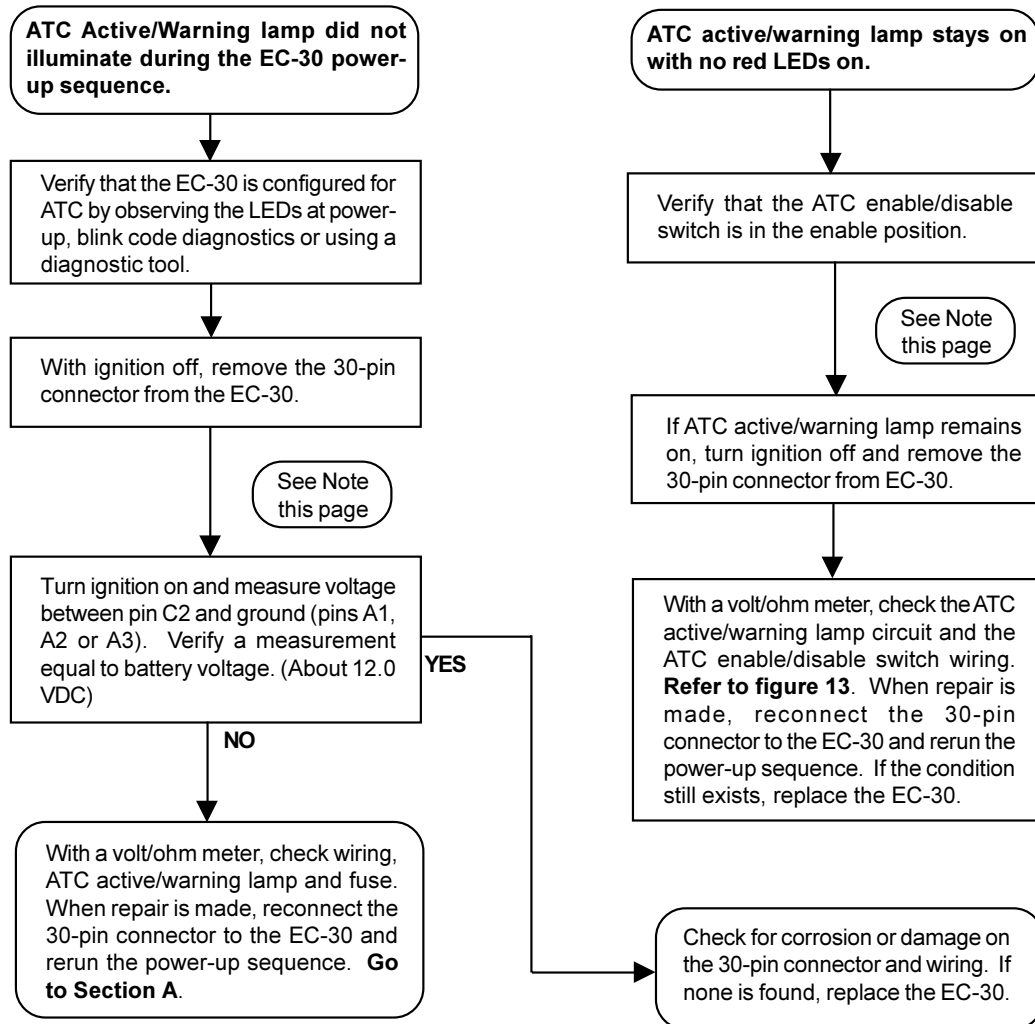 ATC Active/Warning lamp did not
illuminate during the EC-30 power-
up sequence.
Verify that the EC-30 is configured for
ATC by observing the LEDs at power-
up, blink code diagnostics or using a
diagnostic tool.
With ignition off, remove the 30-pin
connector from the EC-30.
See Note
this page
Turn ignition on and measure voltage
between pin C2 and ground (pins A1,
A2 or A3). Verify a measurement
equal to battery voltage. (About 12.0
VDC)
YES
NO
With a volt/ohm meter, check wiring,
ATC active/warning lamp and fuse.
When repair is made, reconnect the
30-pin connector to the EC-30 and
rerun the power-up sequence. Go
to Section A.
ATC active/warning lamp stays on
with no red LEDs on.
Verify that the ATC enable/disable
switch is in the enable position.
See Note
this page
If ATC active/warning lamp remains
on, turn ignition off and remove the
30-pin connector from EC-30.
With a volt/ohm meter, check the ATC
active/warning lamp circuit and the
ATC enable/disable switch wiring.
Refer to figure 13. When repair is
made, reconnect the 30-pin
connector to the EC-30 and rerun the
power-up sequence. If the condition
still exists, replace the EC-30.
Check for corrosion or damage on
the 30-pin connector and wiring. If
none is found, replace the EC-30.